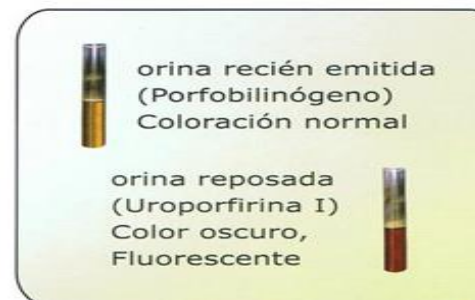 orina recién emitida
(Porfobilinógeno)
Coloración normal
orina reposada
(Uroporfirina I)
Color oscuro,
Fluorescente